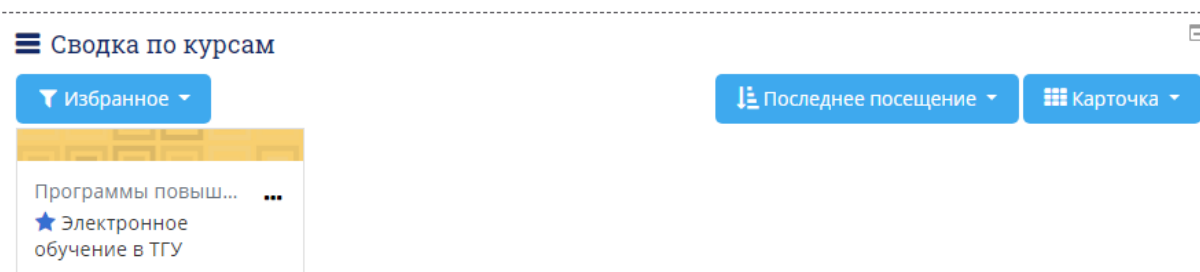 Сводка по курсам
Избранное
Последнее посещение
Карточка
Программы повыш...
Электронное
обучение в ТГУ